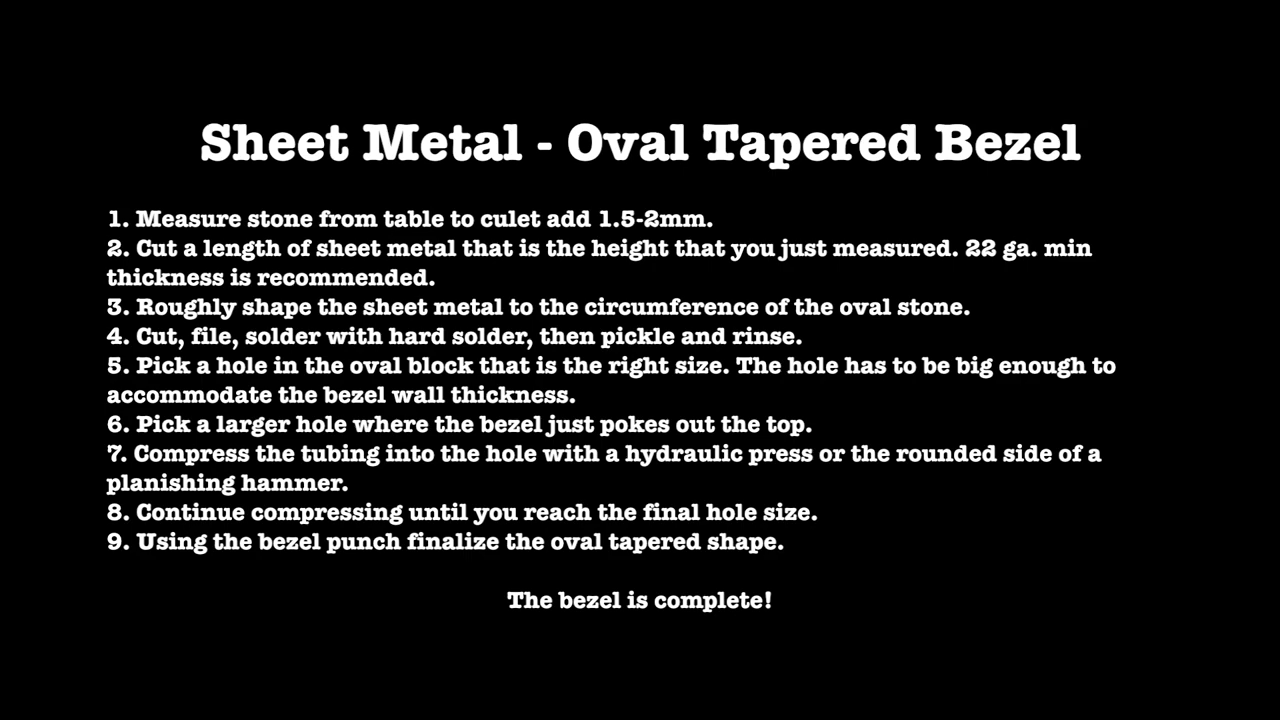 Sheet Metal - Oval Tapered Bezel
1. Measure stone from table to culet add 1.5-2mm.
2. Cut a length of sheet metal that is the height that you just measured. 22 ga. min
thickness is recommended.
3. Roughly shape the sheet metal to the circumference of the oval stone.
4. Cut, file, solder with hard solder, then pickle and rinse.
5. Pick a hole in the oval block that is the right size. The hole has to be big enough to
accommodate the bezel wall thickness.
6. Pick a larger hole where the bezel just pokes out the top.
7. Compress the tubing into the hole with a hydraulic press or the rounded side of a
planishing hammer.
8. Continue compressing until you reach the final hole size.
9. Using the bezel punch finalize the oval tapered shape.
The bezel is complete!